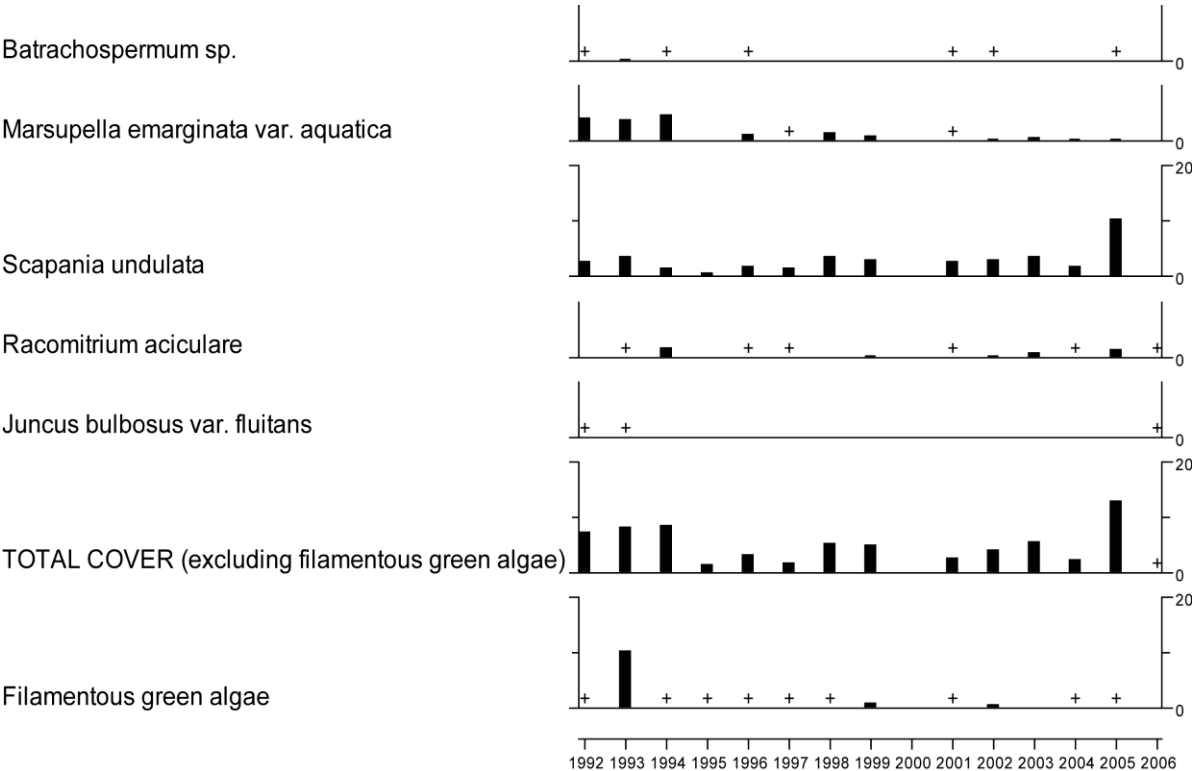 Batrachospermum sp.
+ + + + + +
0
Marsupella emarginata var. aquatica
+ +
0
20
Scapania undulata
0
Racomitrium aciculare
+ + + + + +
0
Juncus bulbosus var. fluitans
+ + +
0
20
TOTAL COVER (excluding filamentous green algae)
+
0
20
Filamentous green algae
+ + + + + + + + +
0
1992 1993 1994 1995 1996 1997 1998 1999 2000 2001 2002 2003 2004 2005 2006